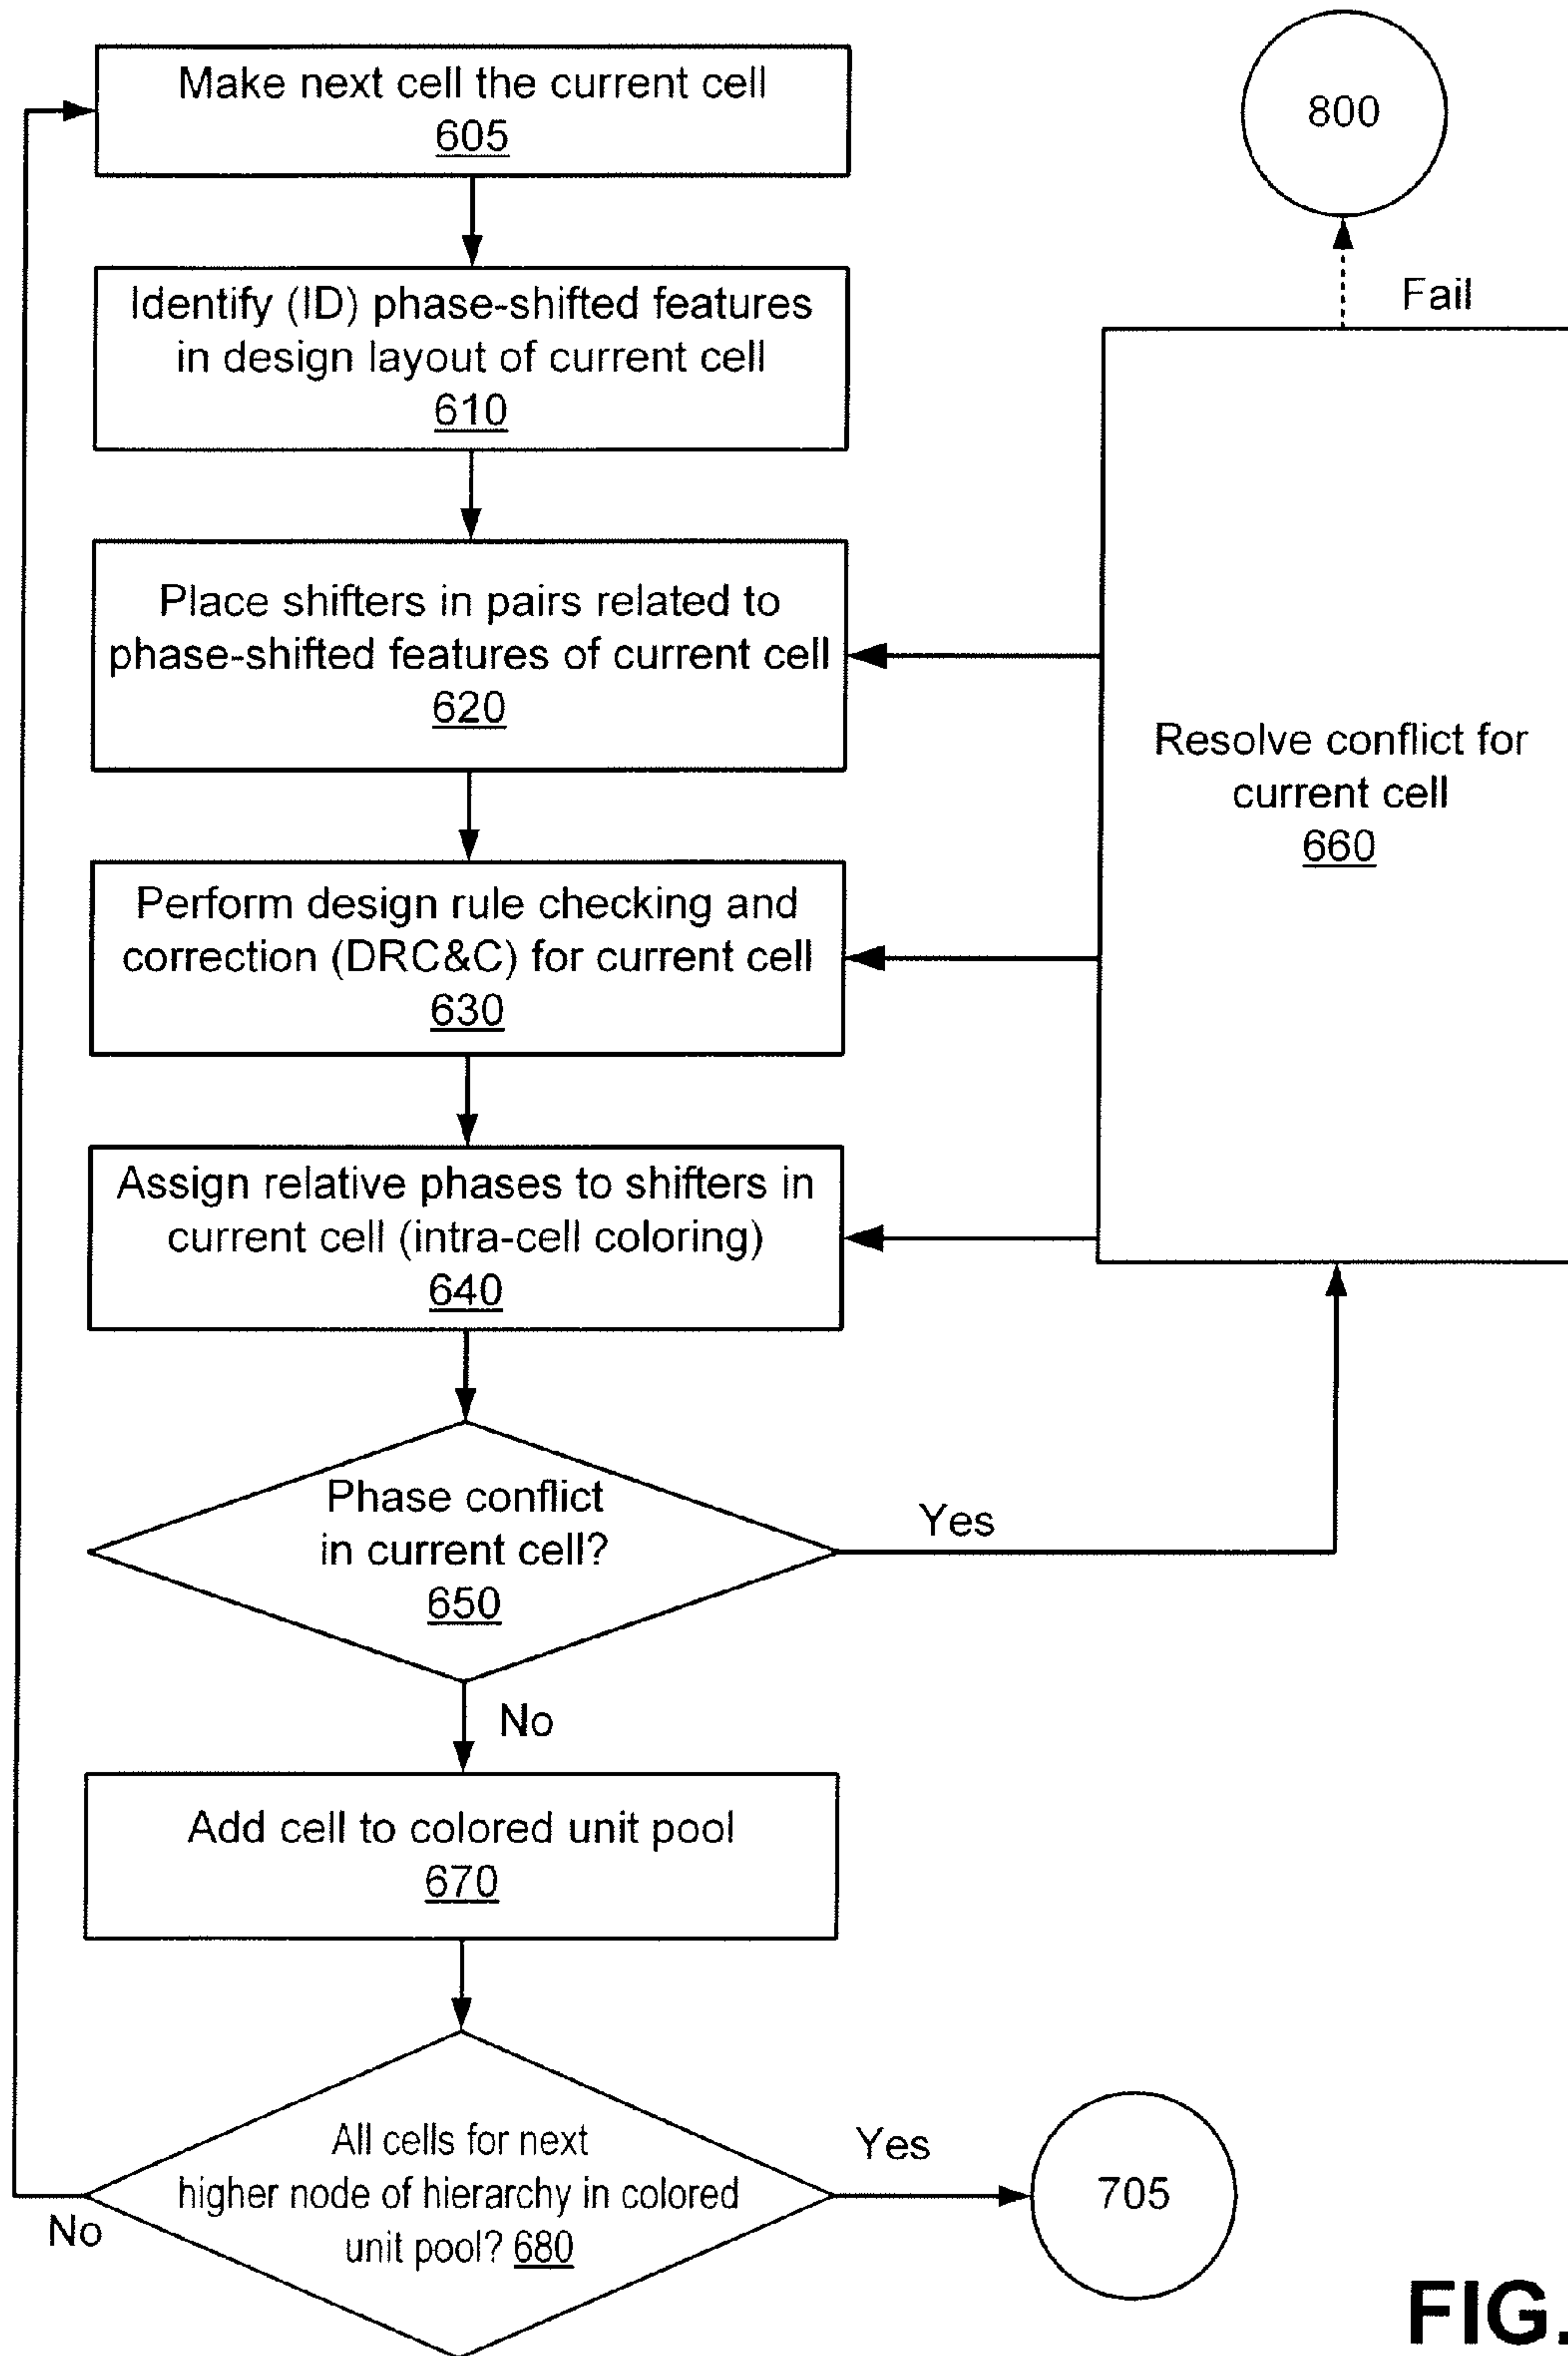 Make next cell the current cell
605
800
Identify (ID) phase-shifted features
in design layout of current cell
610
Fail
Place shifters in pairs related to
phase-shifted features of current cell
620
Resolve conflict for
current cell
660
Perform design rule checking and
correction (DRC&C) for current cell
630
Assign relative phases to shifters in
current cell (intra-cell coloring)
640
Phase conflict
in current cell?
650
Yes
No
Add cell to colored unit pool
670
All cells for next
higher node of hierarchy in colored
unit pool? 680
Yes
No
705
FIG.